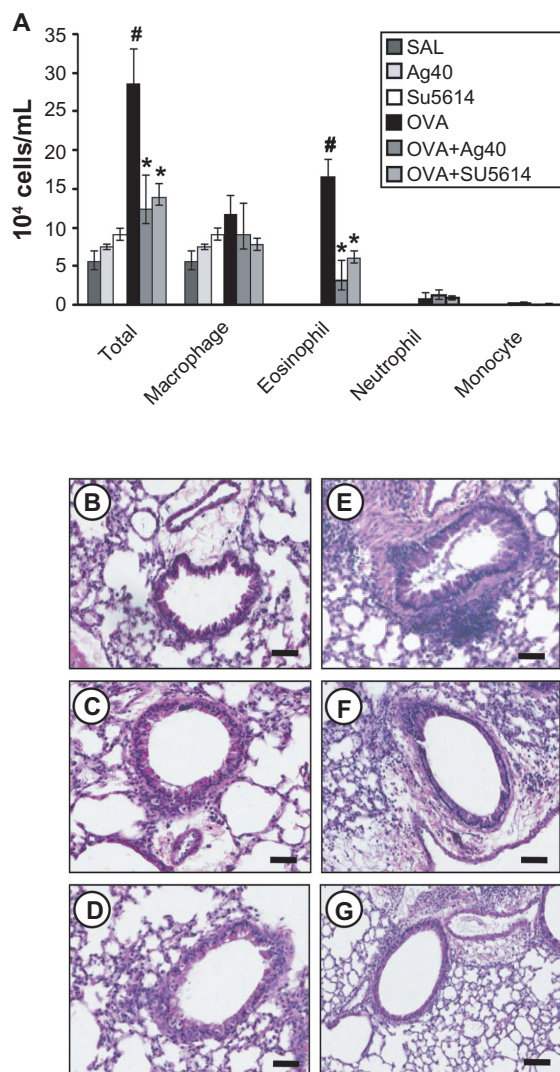 A
10⁴ cells/mL
35
30
25
20
15
10
5
0
#
* *
#
* *
SAL
Ag40
Su5614
OVA
OVA+Ag40
OVA+SU5614
Total
Macrophage
Eosinophil
Neutrophil
Monocyte
B
E
C
F
D
G